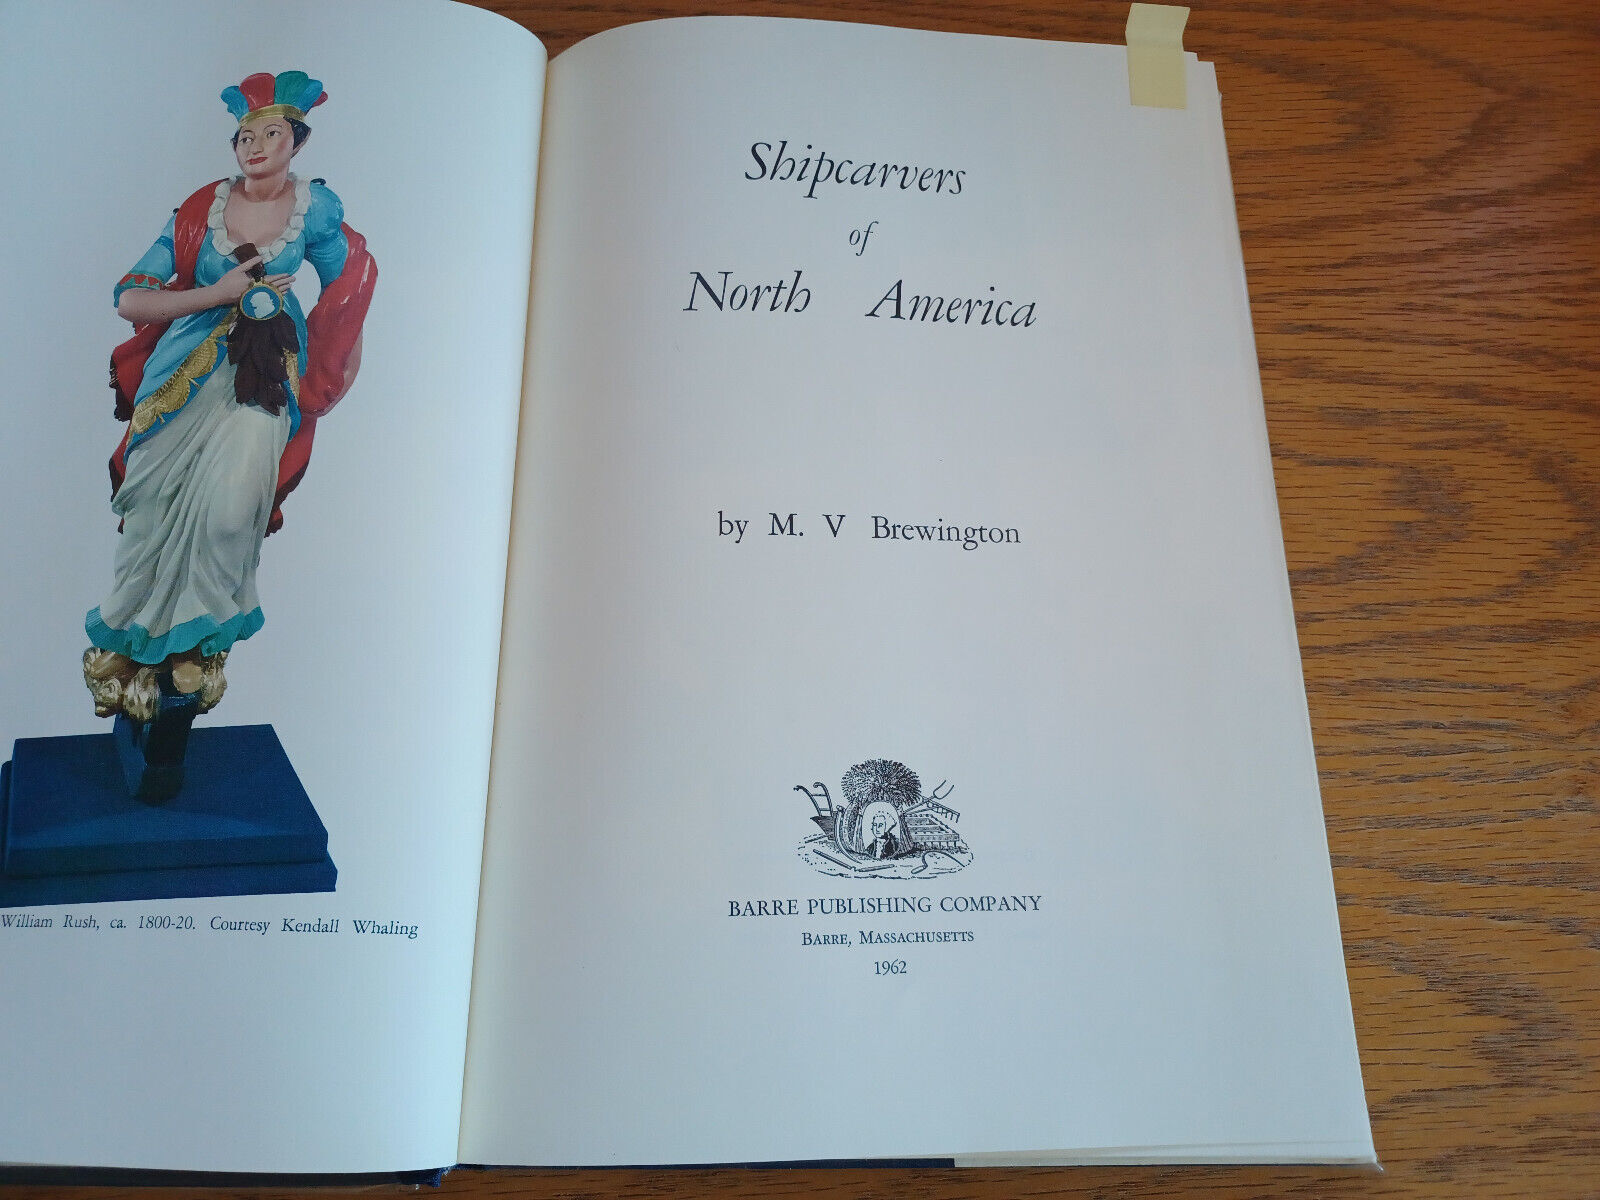 William Rush, ca. 1800-20. Courtesy Kendall Whaling
Shipcarvers
of
North America
by M. V Brewington
BARRE PUBLISHING COMPANY
BARRE, MASSACHUSETTS
1962